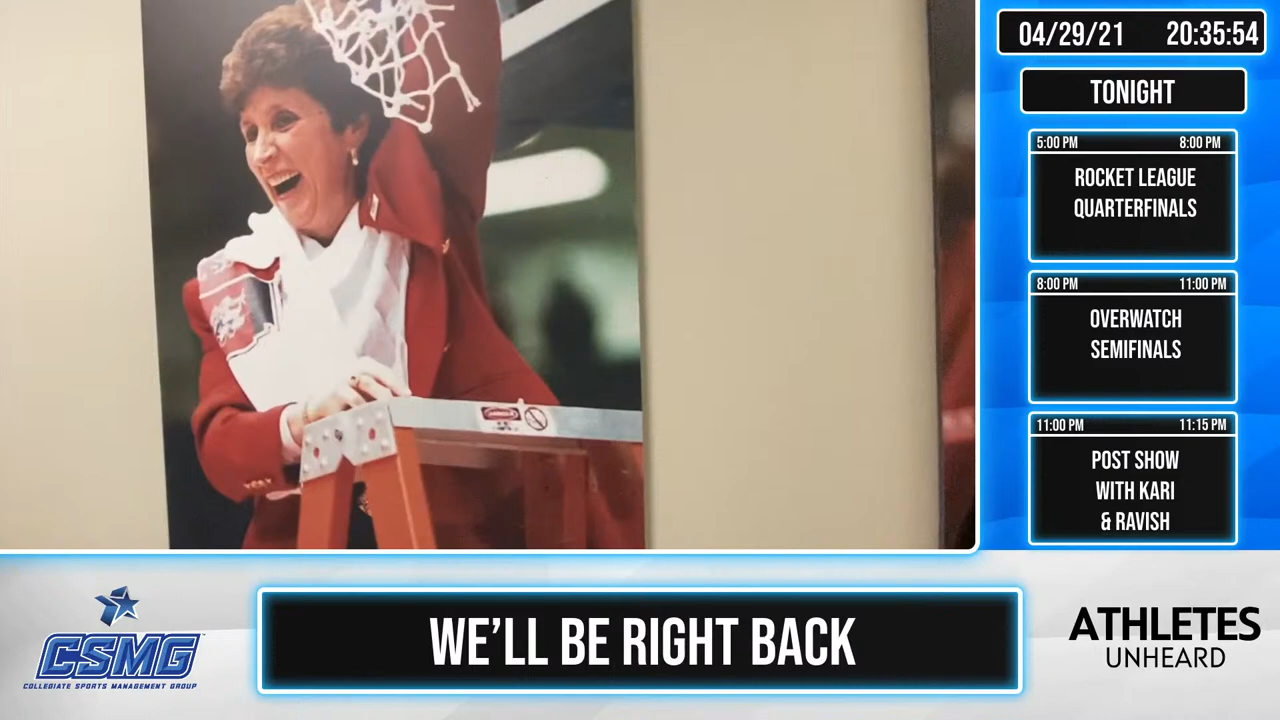 04/29/21 20:35:54
TONIGHT
5:00 PM 8:00 PM
ROCKET LEAGUE
QUARTERFINALS
8:00 PM 11:00 PM
OVERWATCH
SEMIFINALS
11:00 PM 11:15 PM
POST SHOW
WITH KARI
& RAVISH
CSMG
COLLEGIATE SPORTS MANAGEMENT GROUP
WE’LL BE RIGHT BACK
ATHLETES
UNHEARD